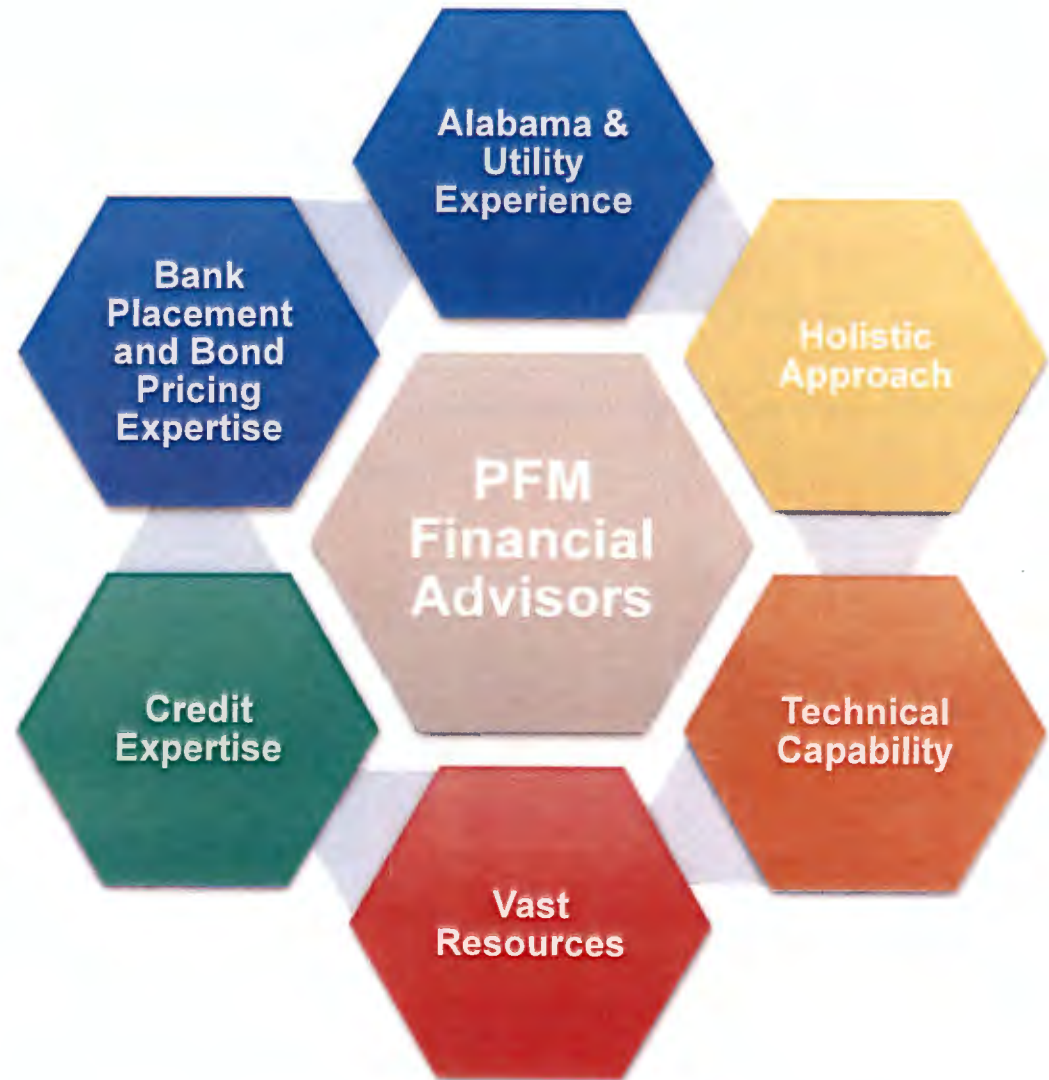 Alabama &
Utility
Experience
Bank
Placement
and Bond
Pricing
Expertise
Holistic
Approach
PFM
Financial
Advisors
Credit
Expertise
Technical
Capability
Vast
Resources